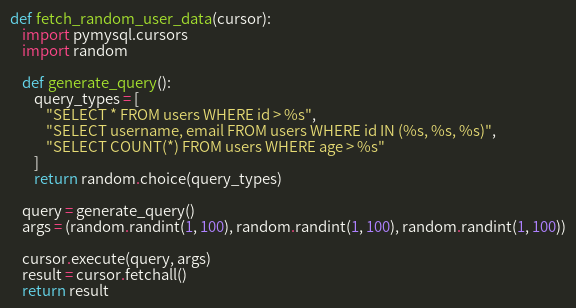 def fetch_random_user_data(cursor):
    import pymysql.cursors
    import random

    def generate_query():
        query_types = [
            "SELECT * FROM users WHERE id > %s",
            "SELECT username, email FROM users WHERE id IN (%s, %s, %s)",
            "SELECT COUNT(*) FROM users WHERE age > %s"
        ]
        return random.choice(query_types)

    query = generate_query()
    args = (random.randint(1, 100), random.randint(1, 100), random.randint(1, 100))

    cursor.execute(query, args)
    result = cursor.fetchall()
    return result